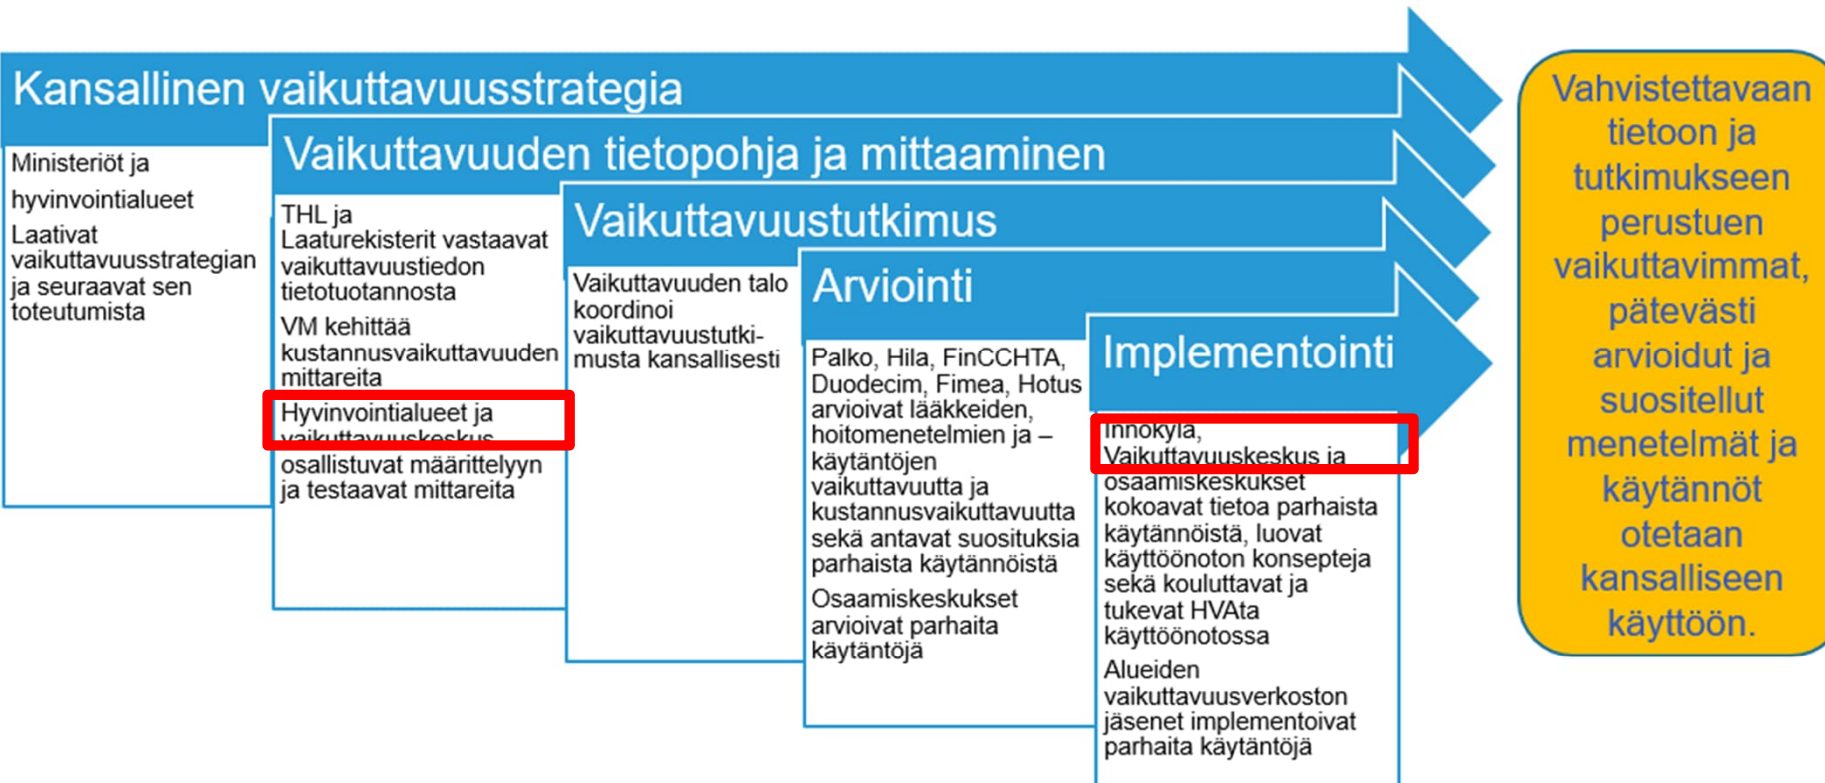 Kansallinen vaikuttavuusstrategia
Ministeriöt ja
hyvinvointialueet
Laativat
vaikuttavuusstrategian
ja seuraavat sen
toteutumista
Vaikuttavuuden tietopohja ja mittaaminen
THL ja
Laaturekisterit vastaavat
vaikuttavuustiedon
tietotuotannosta
VM kehittää
kustannusvaikuttavuuden
mittareita
Hyvinvointialueet ja
vaikuttavuuskeskus
osallistuvat määrittelyyn
ja testaavat mittareita
Vaikuttavuustutkimus
Vaikuttavuuden talo
koordinoi
vaikuttavuustutki-
musta kansallisesti
Arviointi
Palko, Hila, FinCCHTA,
Duodecim, Fimea, Hotus
arvioivat lääkkeiden,
hoitomenetelmien ja –
käytäntöjen
vaikuttavuutta ja
kustannusvaikuttavuutta
sekä antavat suosituksia
parhaista käytännöistä
Osaamiskeskukset
arvioivat parhaita
käytäntöjä
Implementointi
Innokylä,
Vaikuttavuuskeskus ja
osaamiskeskukset
kokoavat tietoa parhaista
käytännöistä, luovat
käyttöönoton konsepteja
sekä kouluttavat ja
tukevat HVAta
käyttöönotossa
Alueiden
vaikuttavuusverkoston
jäsenet implementoivat
parhaita käytäntöjä
Vahvistettavaan
tietoon ja
tutkimukseen
perustuen
vaikuttavimmat,
pätevästi
arvioidut ja
suositellut
menetelmät ja
käytännöt
otetaan
kansalliseen
käyttöön.